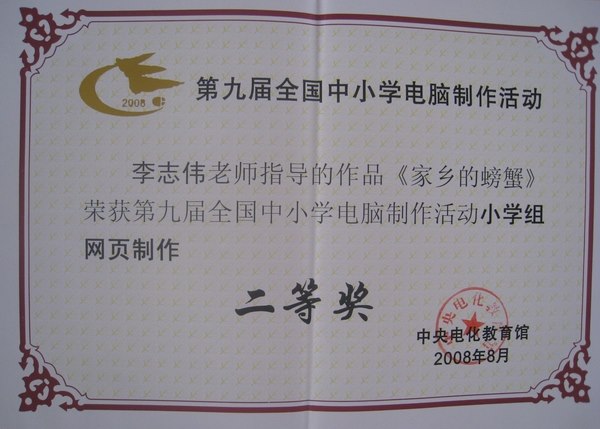 2008
第九届全国中小学电脑制作活动
李志伟老师指导的作品《家乡的螃蟹》
荣获第九届全国中小学电脑制作活动小学组
网页制作
二等奖
中央电化教育馆
2008年8月